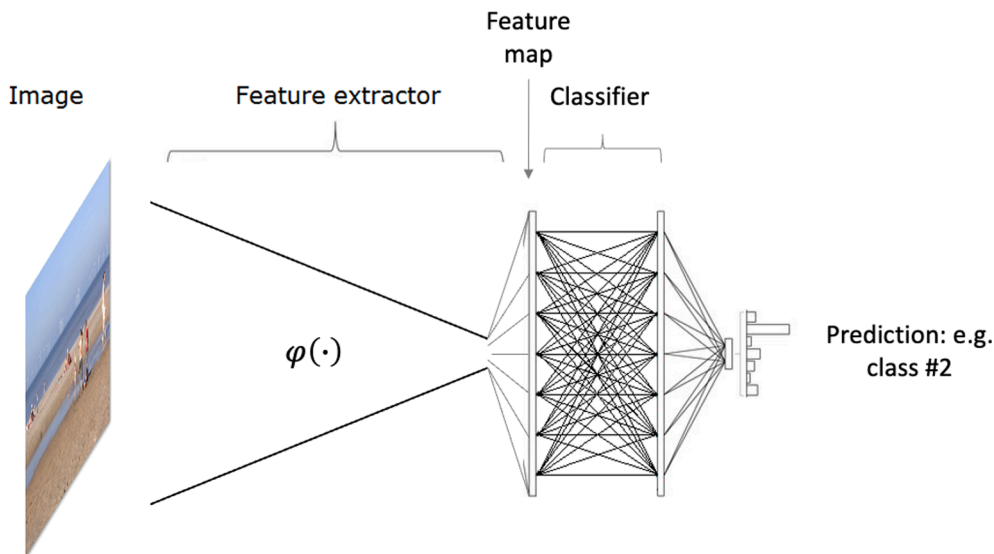 Feature
map
Image
Feature extractor
Classifier
φ(·)
Prediction: e.g.
class #2